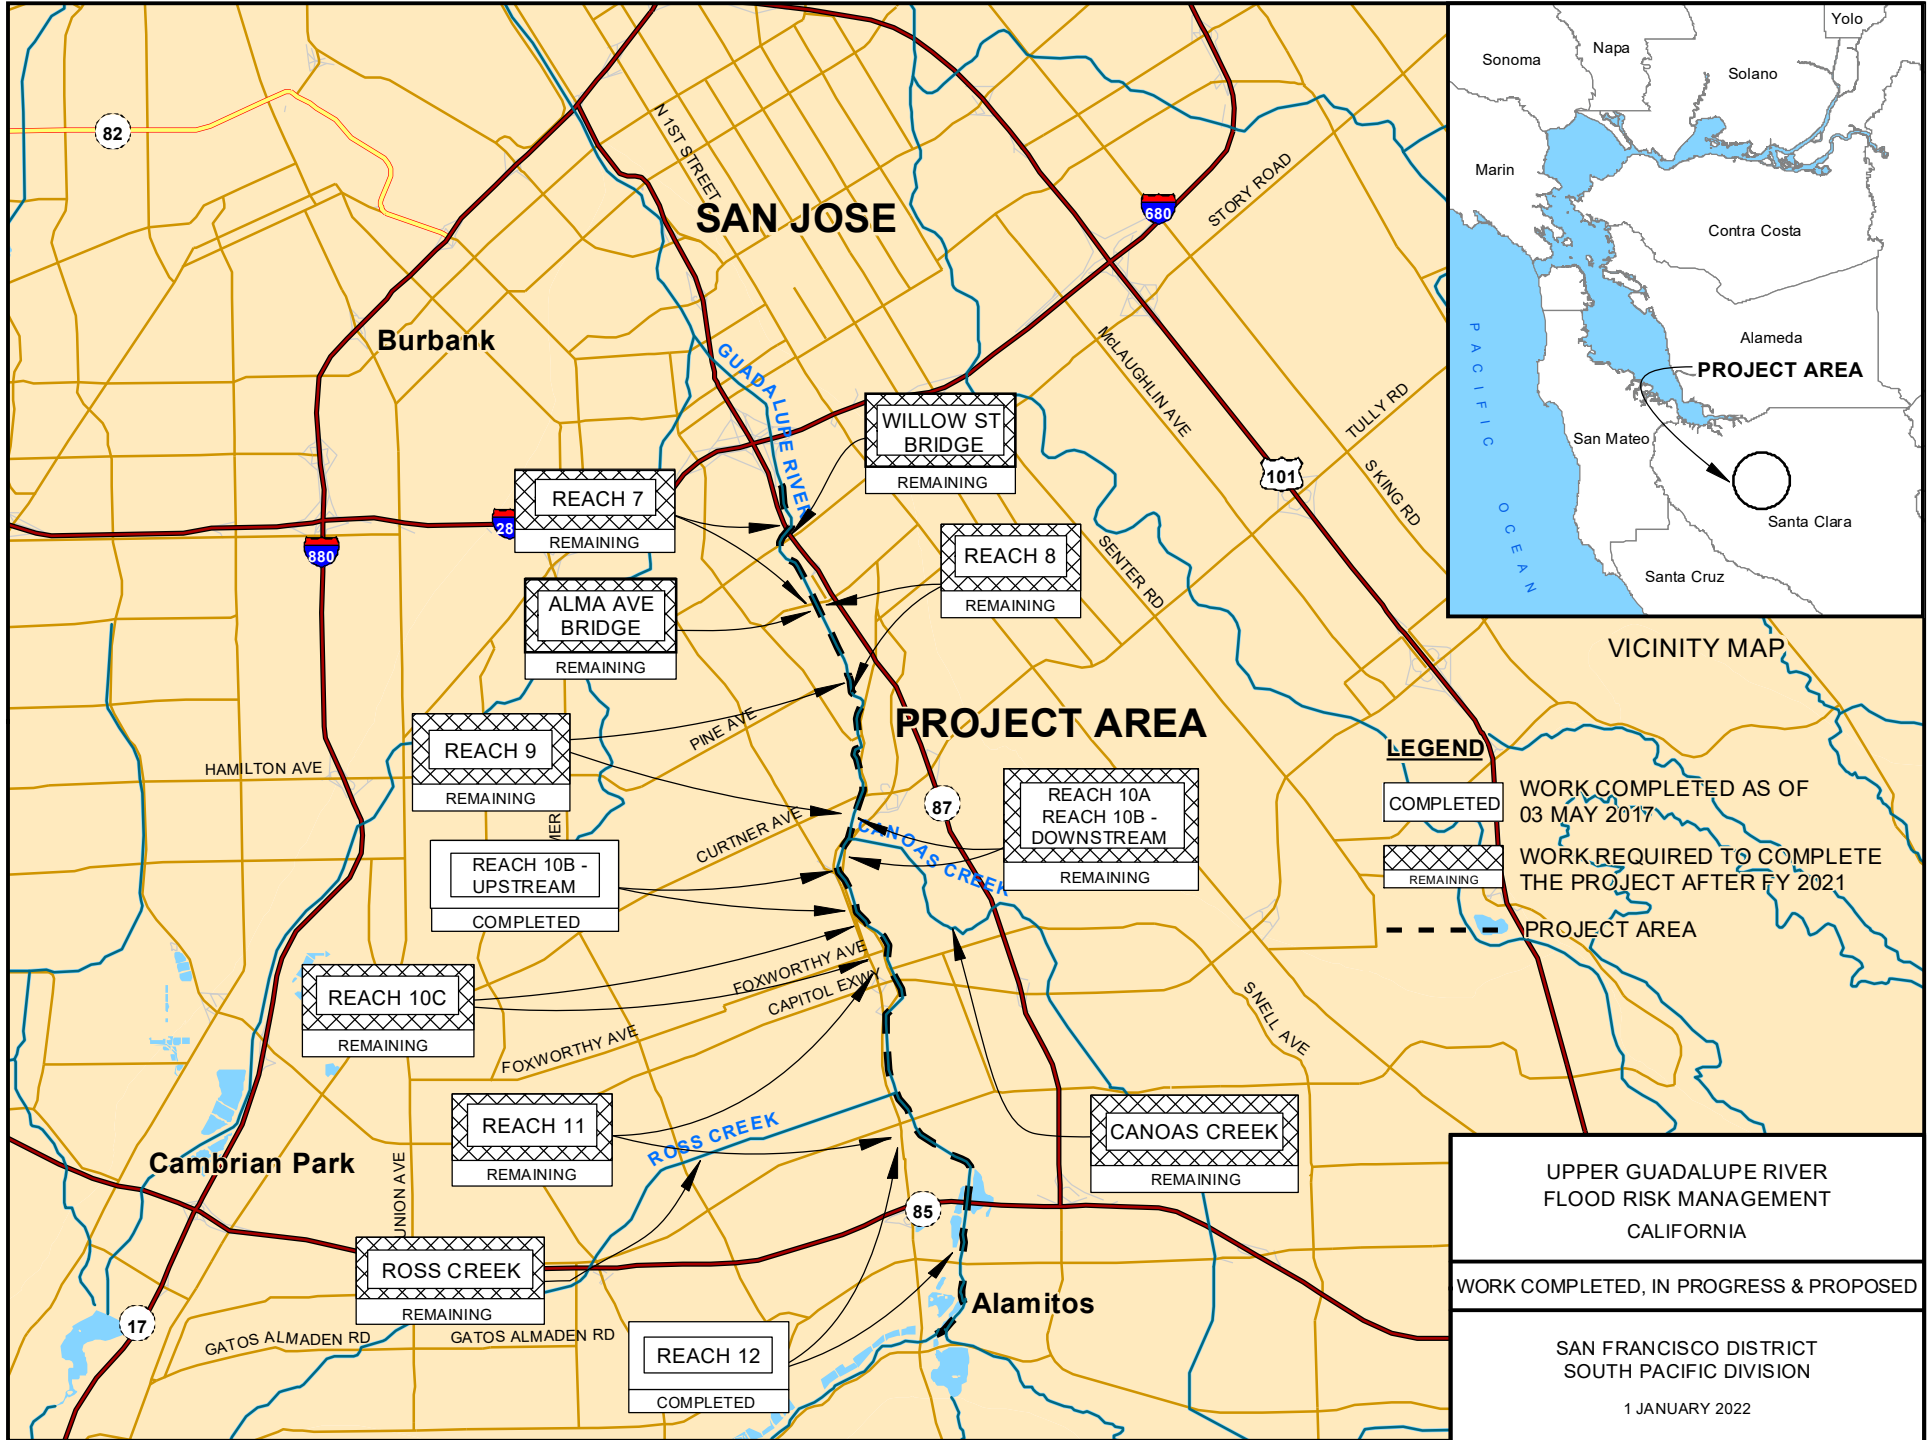 82
N 1ST STREET
SAN JOSE
680
STORY ROAD
Burbank
GUADALUPE RIVER
McLAUGHLIN AVE
TULLY RD
S KING RD
101
WILLOW ST
BRIDGE
REMAINING
REACH 7
REMAINING
28
880
REACH 8
REMAINING
SENTER RD
ALMA AVE
BRIDGE
REMAINING
PINE AVE
PROJECT AREA
REACH 9
REMAINING
HAMILTON AVE
87
REACH 10A
REACH 10B -
DOWNSTREAM
REMAINING
MER
CURTNER AVE
CANOAS CREEK
REACH 10B -
UPSTREAM
COMPLETED
REACH 10C
REMAINING
FOXWORTHY AVE
CAPITOL EXWY
FOXWORTHY AVE
SNELL AVE
REACH 11
REMAINING
ROSS CREEK
CANOAS CREEK
REMAINING
Cambrian Park
UNION AVE
85
ROSS CREEK
REMAINING
Alamitos
17
GATOS ALMADEN RD
GATOS ALMADEN RD
REACH 12
COMPLETED
Yolo
Sonoma
Napa
Solano
Marin
Contra Costa
Alameda
PROJECT AREA
PACIFIC OCEAN
San Mateo
Santa Clara
Santa Cruz
VICINITY MAP
LEGEND
COMPLETED
WORK COMPLETED AS OF
03 MAY 2017
REMAINING
WORK REQUIRED TO COMPLETE
THE PROJECT AFTER FY 2021
PROJECT AREA
UPPER GUADALUPE RIVER
FLOOD RISK MANAGEMENT
CALIFORNIA
WORK COMPLETED, IN PROGRESS & PROPOSED
SAN FRANCISCO DISTRICT
SOUTH PACIFIC DIVISION
1 JANUARY 2022